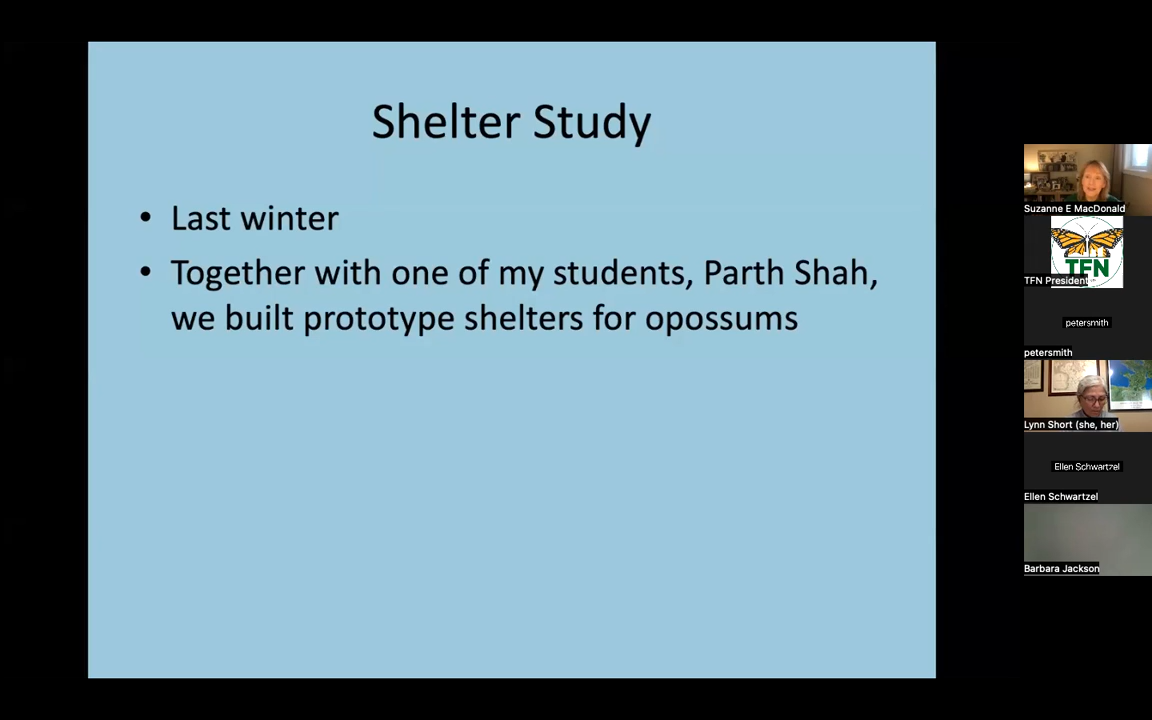 Shelter Study
• Last winter
• Together with one of my students, Parth Shah,
we built prototype shelters for opossums
Suzanne E MacDonald
TFN
TFN President
petersmith
petersmith
Lynn Short (she, her)
Ellen Schwartzel
Ellen Schwartzel
Barbara Jackson